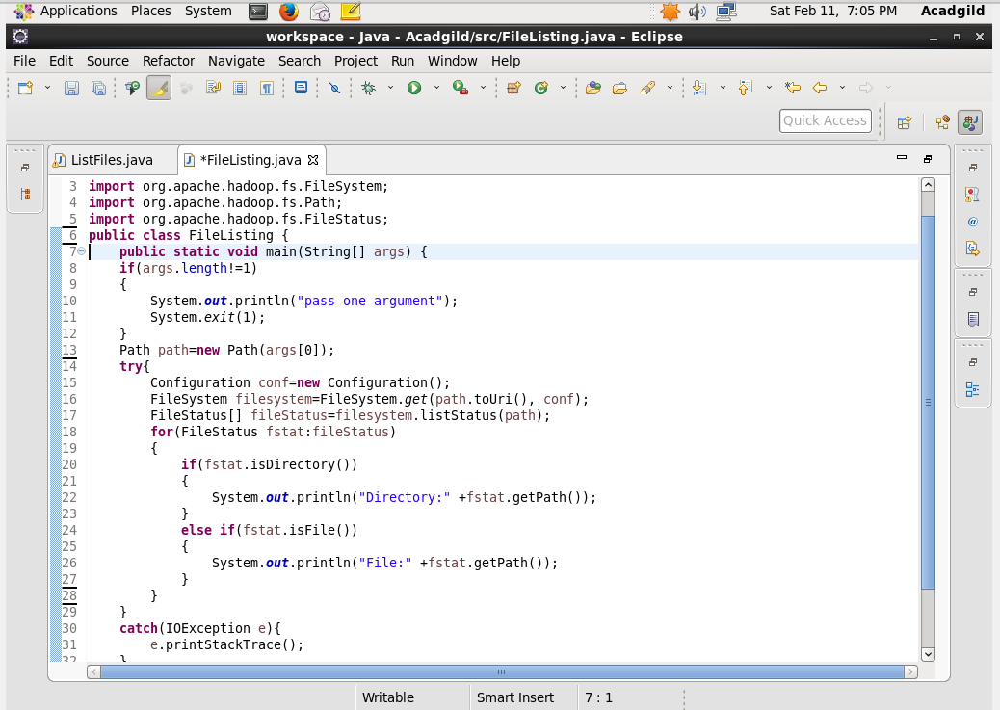 Applications Places System Sat Feb 11, 7:05 PM Acadgild
workspace - Java - Acadgild/src/FileListing.java - Eclipse
File Edit Source Refactor Navigate Search Project Run Window Help
Quick Access
ListFiles.java *FileListing.java
3 import org.apache.hadoop.fs.FileSystem;
4 import org.apache.hadoop.fs.Path;
5 import org.apache.hadoop.fs.FileStatus;
6 public class FileListing {
7 public static void main(String[] args) {
8 if(args.length!=1)
9 {
10 System.out.println("pass one argument");
11 System.exit(1);
12 }
13 Path path=new Path(args[0]);
14 try{
15 Configuration conf=new Configuration();
16 FileSystem filesystem=FileSystem.get(path.toUri(), conf);
17 FileStatus[] fileStatus=filesystem.listStatus(path);
18 for(FileStatus fstat:fileStatus)
19 {
20 if(fstat.isDirectory())
21 {
22 System.out.println("Directory:" +fstat.getPath());
23 }
24 else if(fstat.isFile())
25 {
26 System.out.println("File:" +fstat.getPath());
27 }
28 }
29 }
30 catch(IOException e){
31 e.printStackTrace();
32 }
Writable Smart Insert 7 : 1